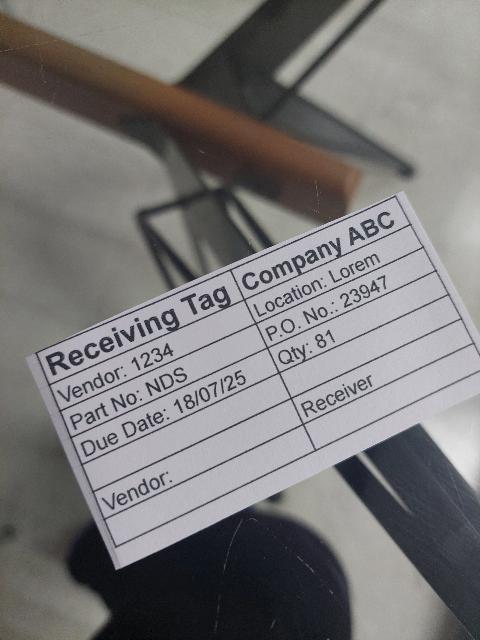 Receiving Tag Company ABC
Vendor: 1234 Location: Lorem
Part No: NDS P.O. No.: 23947
Due Date: 18/07/25 Qty: 81
Receiver
Vendor: